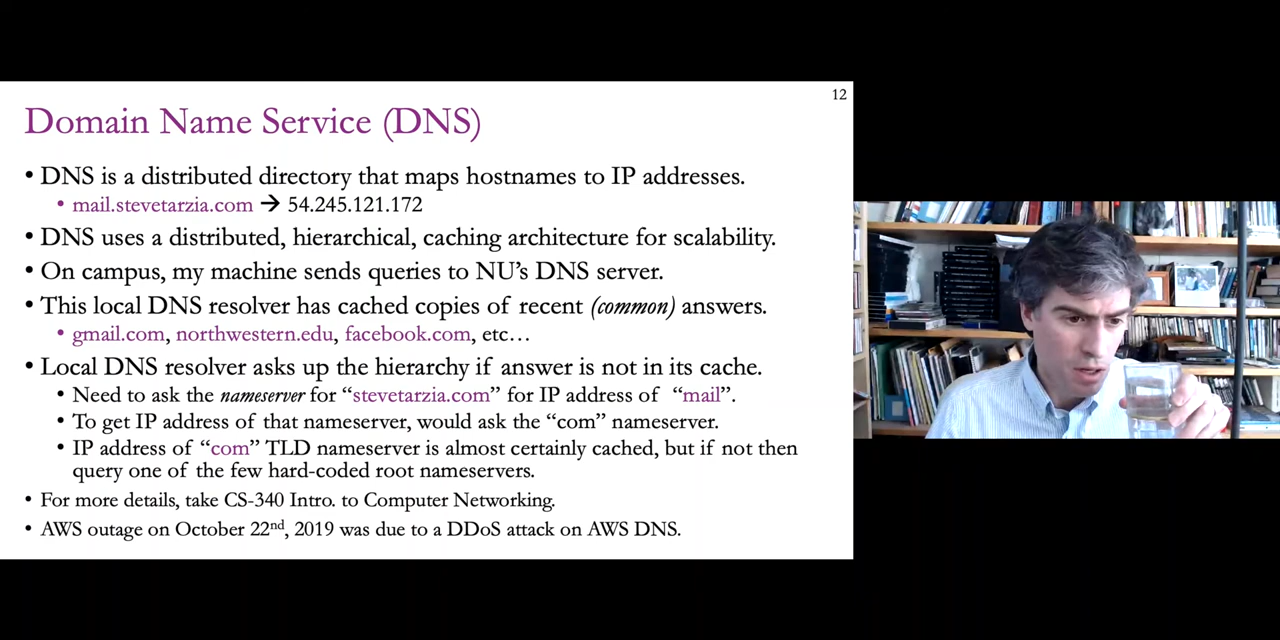 12
Domain Name Service (DNS)
• DNS is a distributed directory that maps hostnames to IP addresses.
• mail.stevetarzia.com → 54.245.121.172
• DNS uses a distributed, hierarchical, caching architecture for scalability.
• On campus, my machine sends queries to NU’s DNS server.
• This local DNS resolver has cached copies of recent (common) answers.
• gmail.com, northwestern.edu, facebook.com, etc…
• Local DNS resolver asks up the hierarchy if answer is not in its cache.
• Need to ask the nameserver for “stevetarzia.com” for IP address of “mail”.
• To get IP address of that nameserver, would ask the “com” nameserver.
• IP address of “com” TLD nameserver is almost certainly cached, but if not then
query one of the few hard-coded root nameservers.
• For more details, take CS-340 Intro. to Computer Networking.
• AWS outage on October 22nd, 2019 was due to a DDoS attack on AWS DNS.